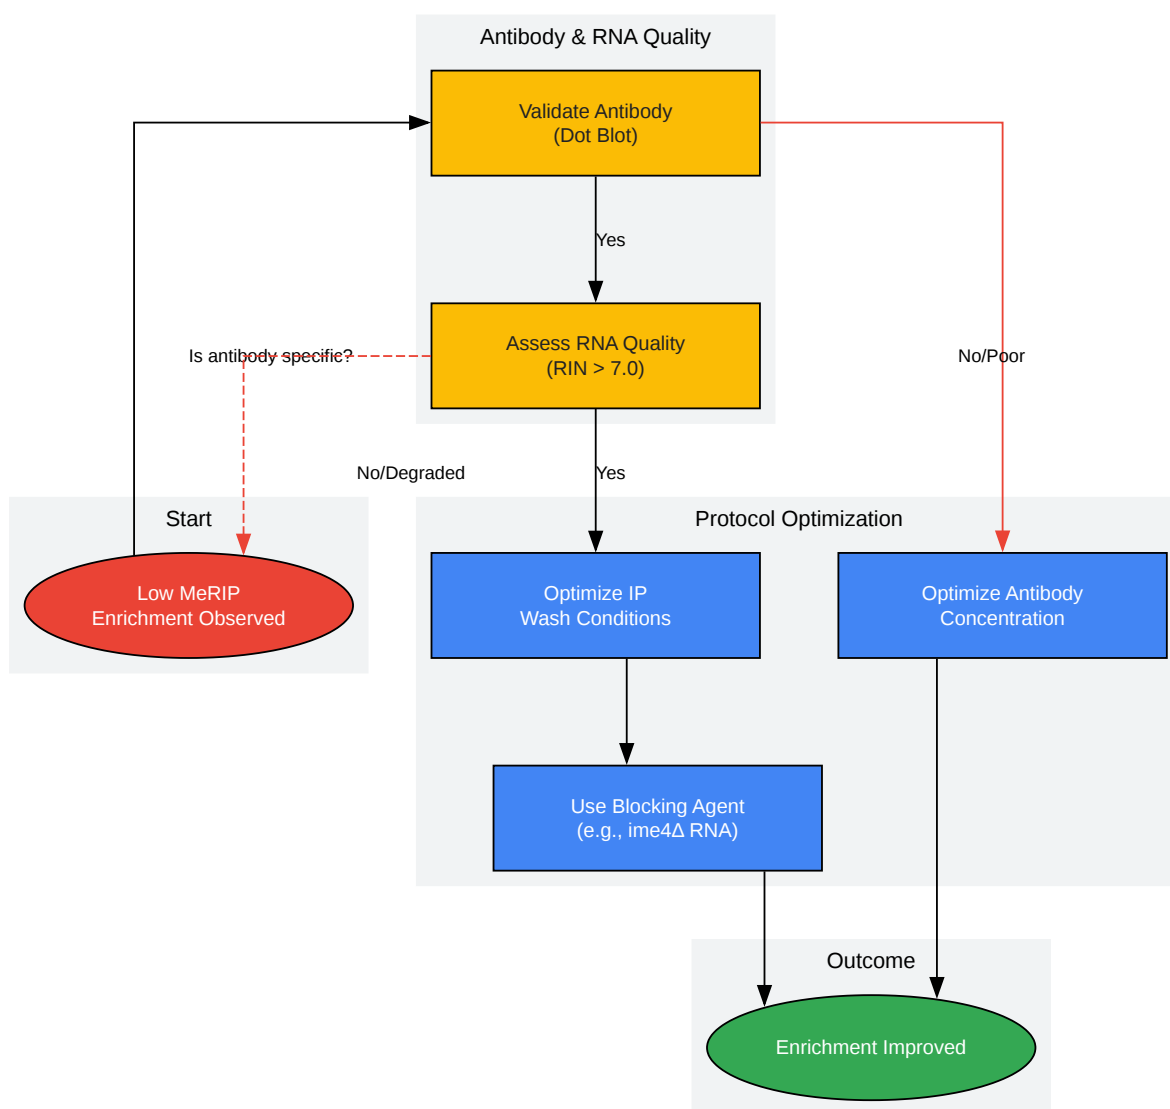 Antibody & RNA Quality
Validate Antibody
(Dot Blot)
Yes
Assess RNA Quality
(RIN > 7.0)
Is antibody specific?
No/Poor
No/Degraded
Yes
Start
Low MeRIP
Enrichment Observed
Protocol Optimization
Optimize IP
Wash Conditions
Optimize Antibody
Concentration
Use Blocking Agent
(e.g., ime4Δ RNA)
Outcome
Enrichment Improved